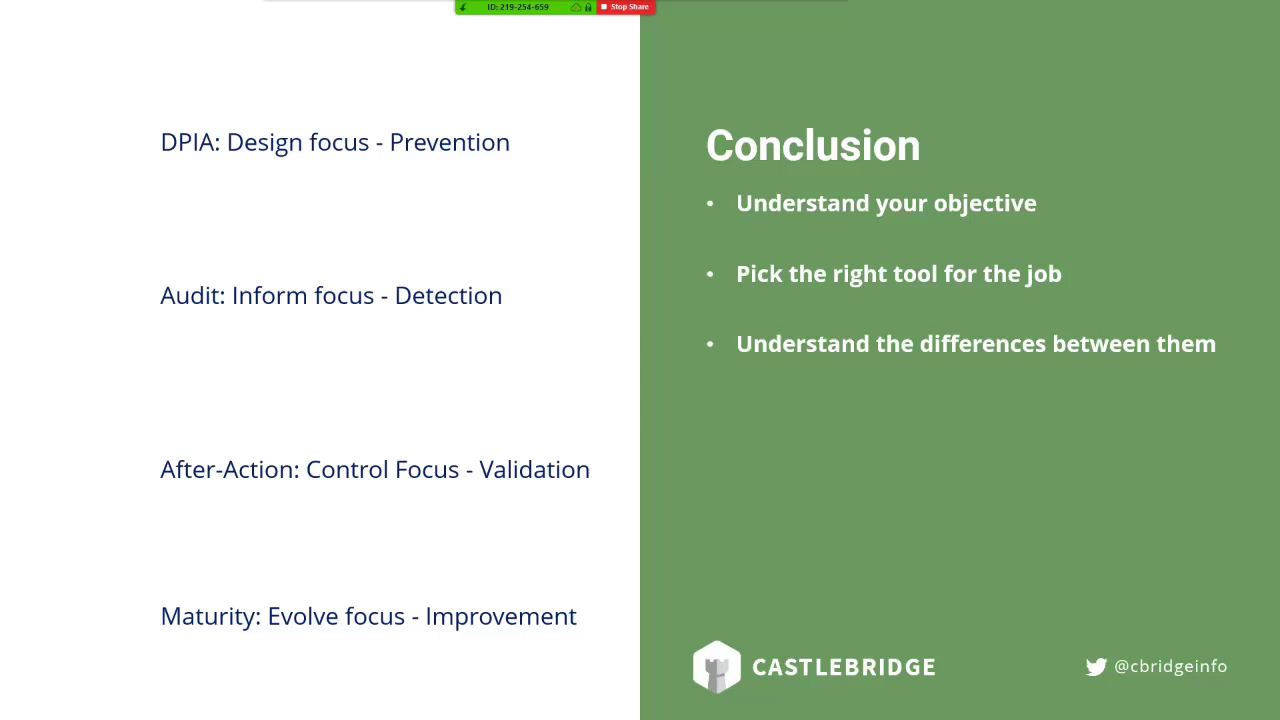 ID: 219-254-659
Stop Share
DPIA: Design focus - Prevention
Audit: Inform focus - Detection
After-Action: Control Focus - Validation
Maturity: Evolve focus - Improvement
Conclusion
• Understand your objective
• Pick the right tool for the job
• Understand the differences between them
CASTLEBRIDGE
@cbridgeinfo